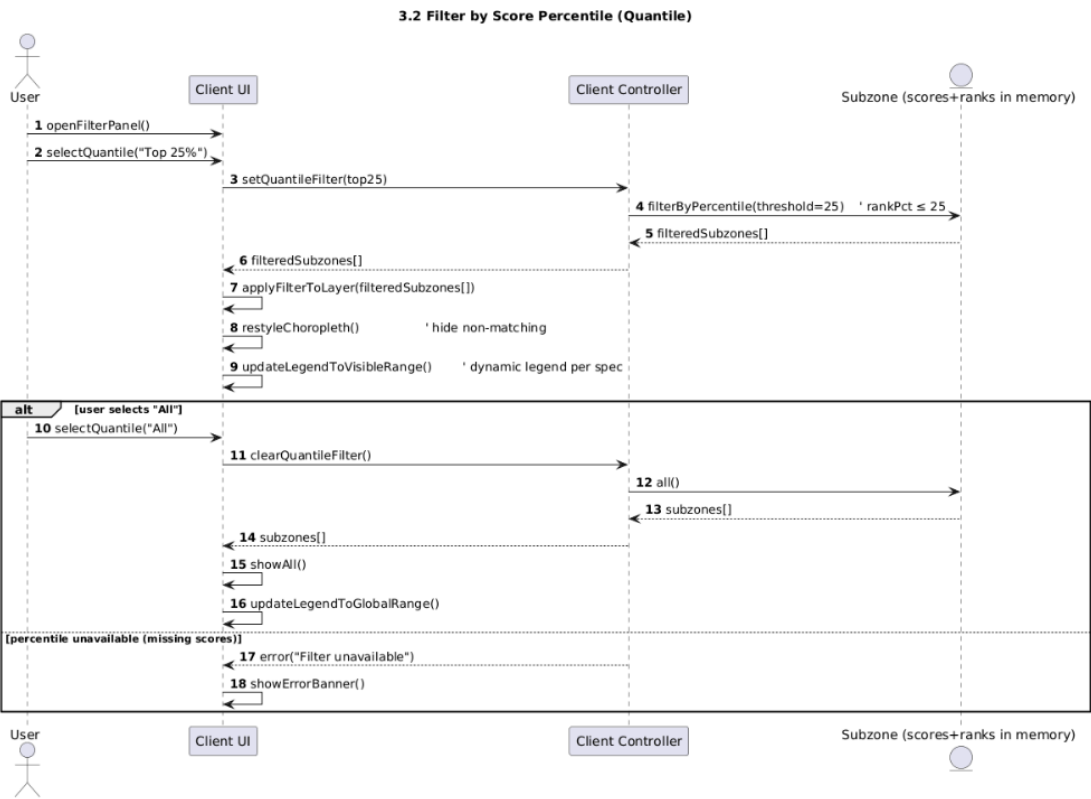 3.2 Filter by Score Percentile (Quantile)
User
Client UI
Client Controller
Subzone (scores+ranks in memory)
1 openFilterPanel()
2 selectQuantile("Top 25%")
3 setQuantileFilter(top25)
4 filterByPercentile(threshold=25) ' rankPct ≤ 25
5 filteredSubzones[]
6 filteredSubzones[]
7 applyFilterToLayer(filteredSubzones[])
8 restyleChoropleth() ' hide non-matching
9 updateLegendToVisibleRange() ' dynamic legend per spec
alt [user selects "All"]
10 selectQuantile("All")
11 clearQuantileFilter()
12 all()
13 subzones[]
14 subzones[]
15 showAll()
16 updateLegendToGlobalRange()
[percentile unavailable (missing scores)]
17 error("Filter unavailable")
18 showErrorBanner()
User
Client UI
Client Controller
Subzone (scores+ranks in memory)